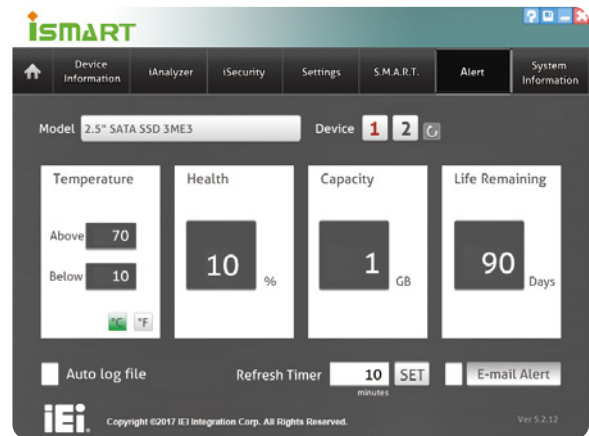 iSMART
Device Information
iAnalyzer
iSecurity
Settings
S.M.A.R.T.
Alert
System Information
Model 2.5" SATA SSD 3ME3
Device 1 2
Temperature
Above 70
Below 10
°C °F
Health
10 %
Capacity
1 GB
Life Remaining
90 Days
Auto log file
Refresh Timer 10 SET
minutes
E-mail Alert
iEi. Copyright ©2017 IEI Integration Corp. All Rights Reserved.
Ver 5.2.12